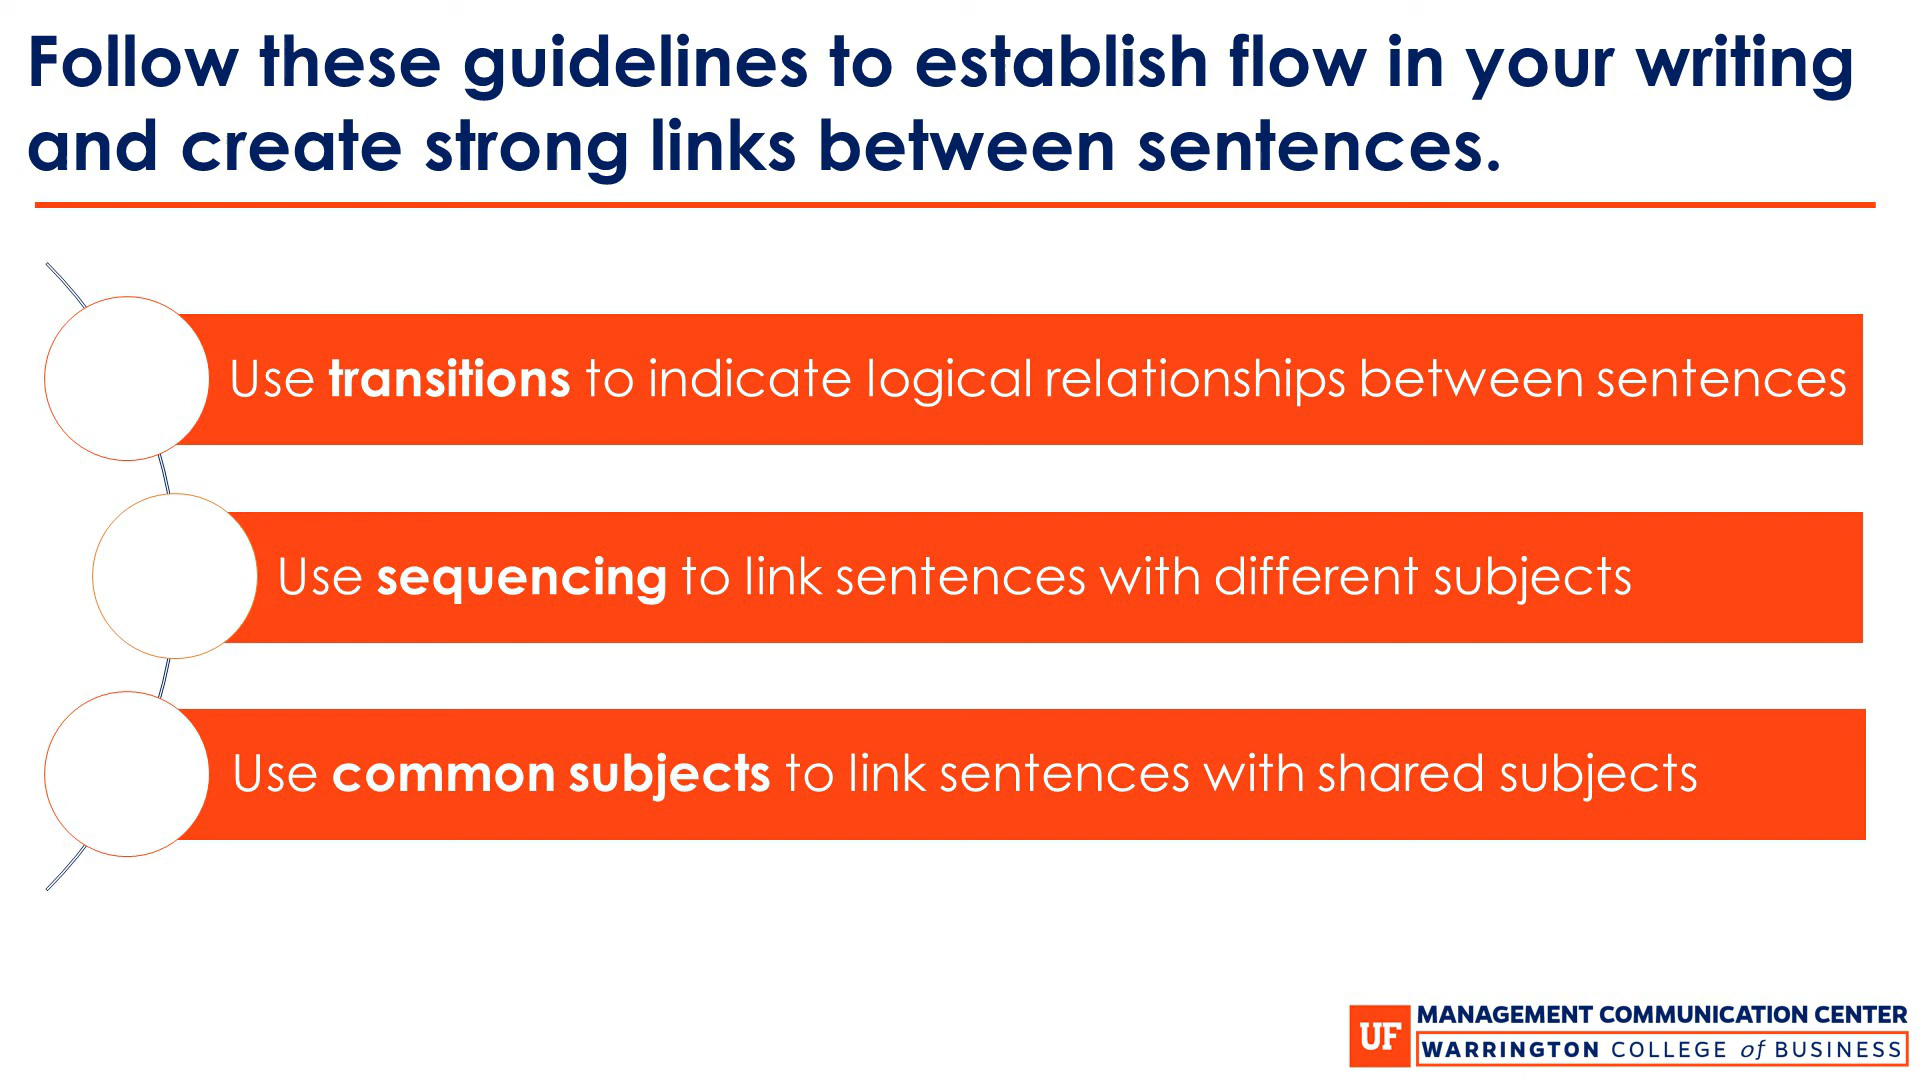 Follow these guidelines to establish flow in your writing
and create strong links between sentences.
Use transitions to indicate logical relationships between sentences
Use sequencing to link sentences with different subjects
Use common subjects to link sentences with shared subjects
UF
MANAGEMENT COMMUNICATION CENTER
WARRINGTON COLLEGE of BUSINESS